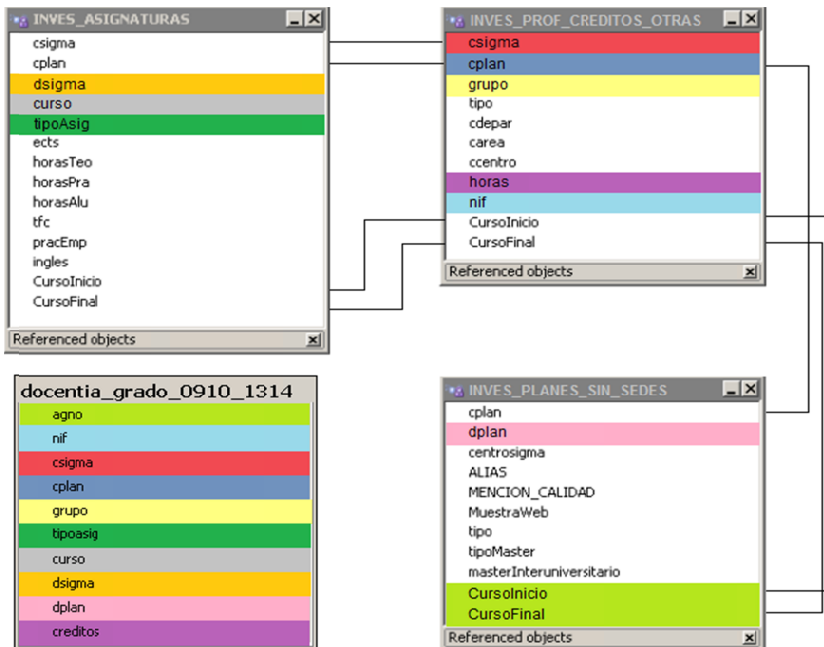 INVES_ASIGNATURAS
csigma
cplan
dsigma
curso
tipoAsig
ects
horasTeo
horasPra
horasAlu
tfc
pracEmp
ingles
CursoInicio
CursoFinal
Referenced objects
INVES_PROF_CREDITOS_OTRAS
csigma
cplan
grupo
tipo
cdepar
carea
ccentro
horas
nif
CursoInicio
CursoFinal
Referenced objects
docentia_grado_0910_1314
agno
nif
csigma
cplan
grupo
tipoasig
curso
dsigma
dplan
creditos
INVES_PLANES_SIN_SEDES
cplan
dplan
centrosigma
ALIAS
MENCION_CALIDAD
MuestraWeb
tipo
tipoMaster
masterInteruniversitario
CursoInicio
CursoFinal
Referenced objects